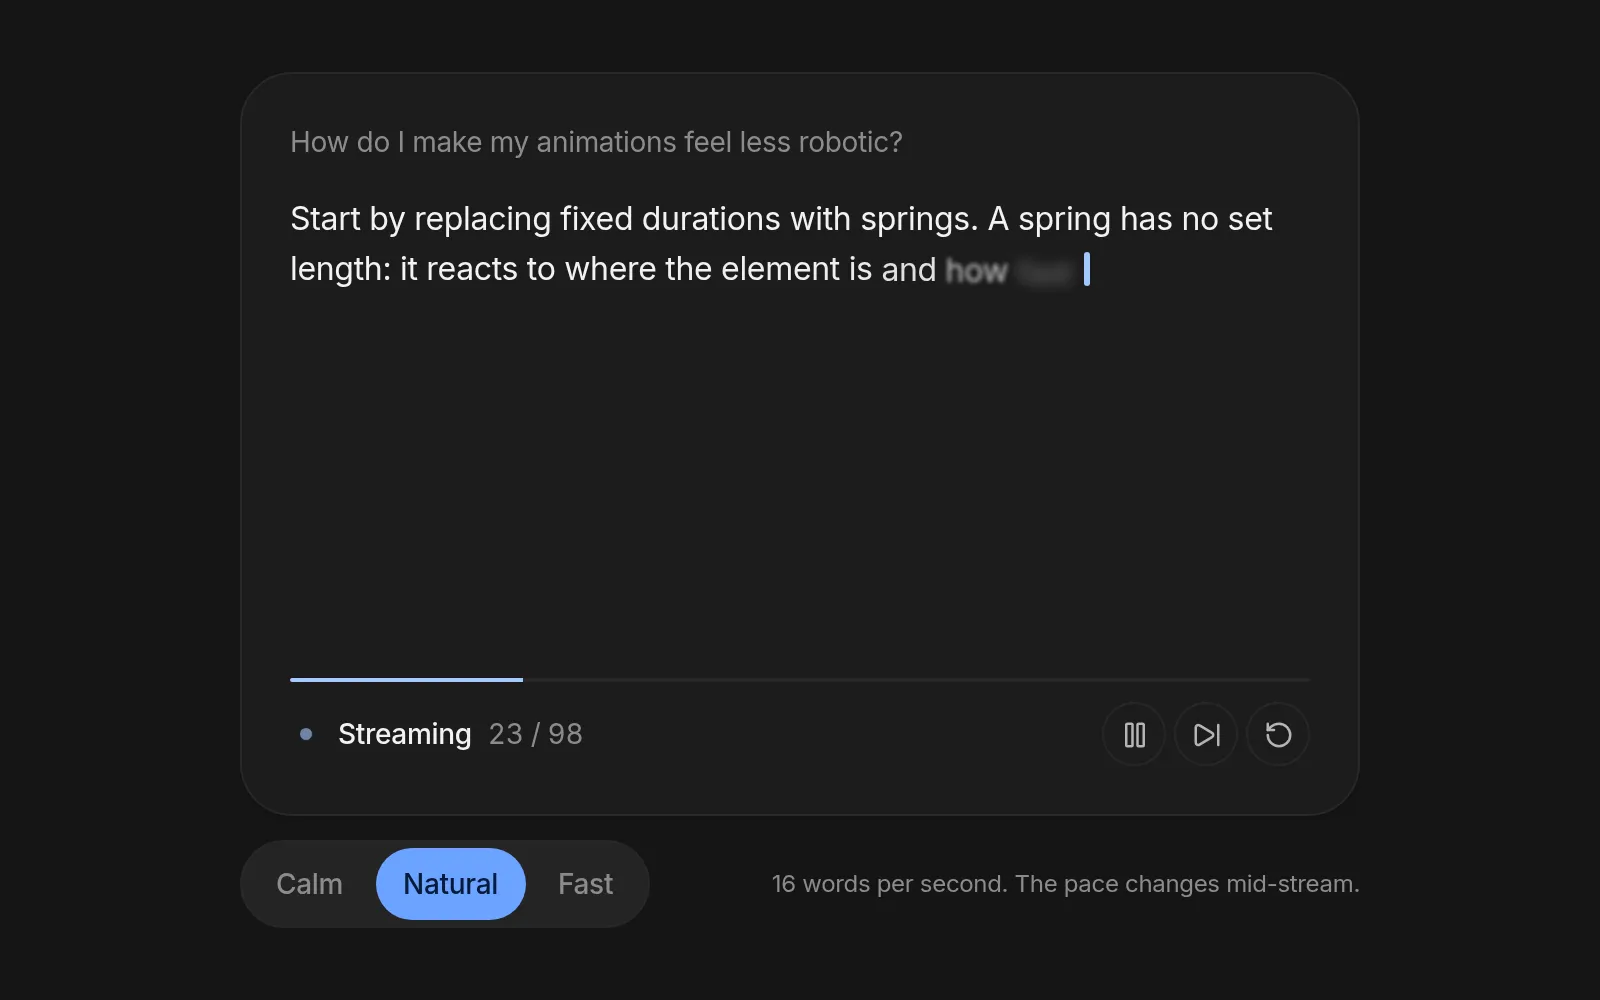 How do I make my animations feel less robotic?
Start by replacing fixed durations with springs. A spring has no set
length: it reacts to where the element is and how
Streaming 23 / 98
Calm Natural Fast
16 words per second. The pace changes mid-stream.